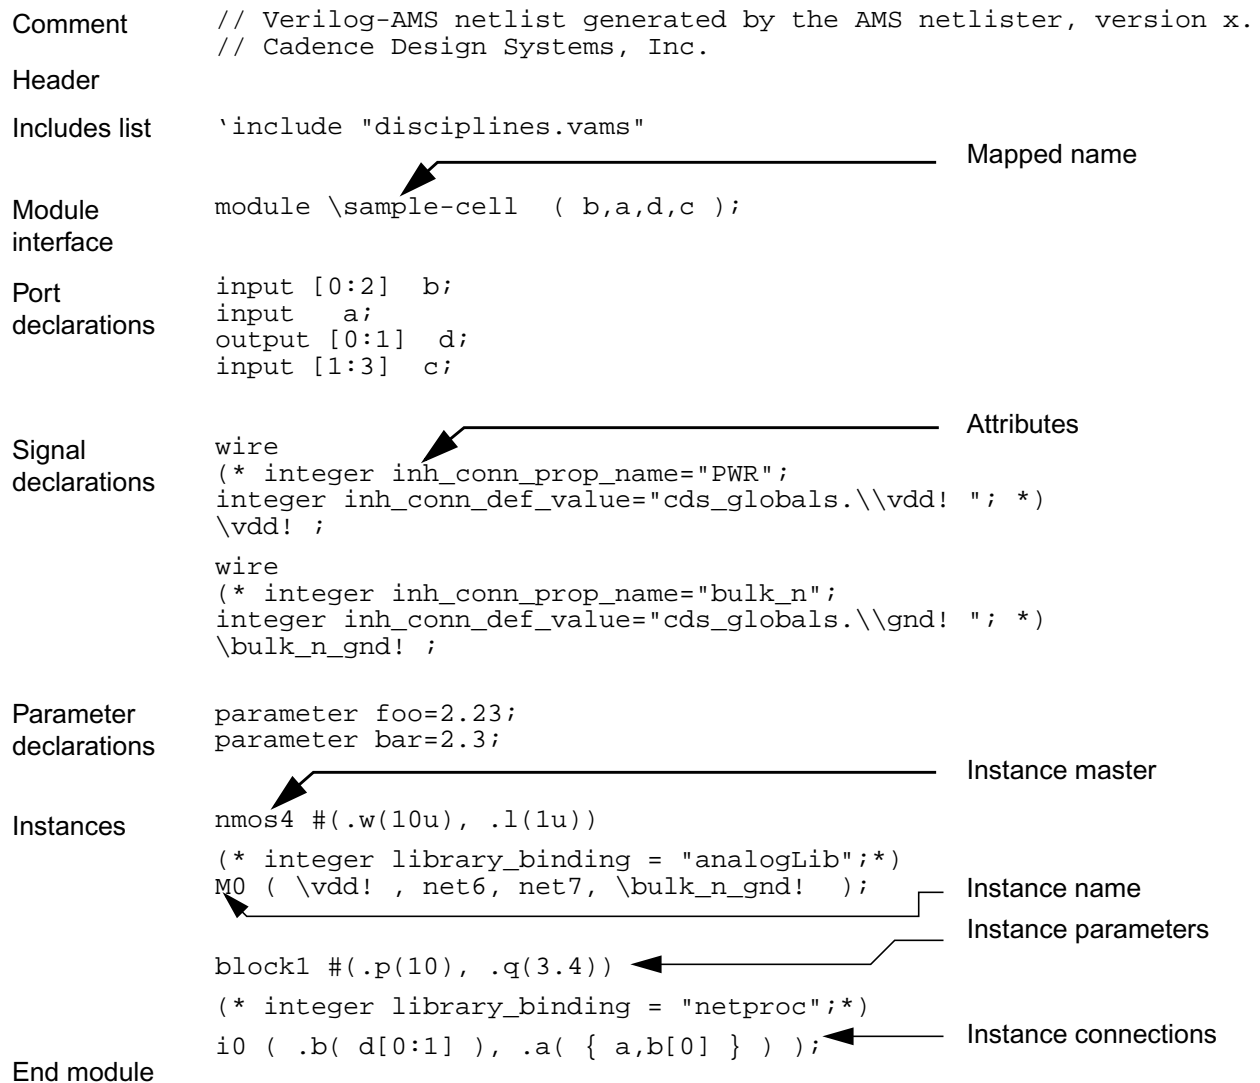 Comment // Verilog-AMS netlist generated by the AMS netlister, version x.
// Cadence Design Systems, Inc.
Header
Includes list ‘include "disciplines.vams"
Mapped name
Module module \sample-cell ( b,a,d,c );
interface
Port input [0:2] b;
declarations input a;
output [0:1] d;
input [1:3] c;
Attributes
Signal wire
declarations (* integer inh_conn_prop_name="PWR";
integer inh_conn_def_value="cds_globals.\\vdd! "; *)
\vdd! ;
wire
(* integer inh_conn_prop_name="bulk_n";
integer inh_conn_def_value="cds_globals.\\gnd! "; *)
\bulk_n_gnd! ;
Parameter parameter foo=2.23;
declarations parameter bar=2.3;
Instance master
Instances nmos4 #(.w(10u), .l(1u))
(* integer library_binding = "analogLib";*)
M0 ( \vdd! , net6, net7, \bulk_n_gnd! ); Instance name
Instance parameters
block1 #(.p(10), .q(3.4))
(* integer library_binding = "netproc";*)
i0 ( .b( d[0:1] ), .a( { a,b[0] } ) ); Instance connections
End module